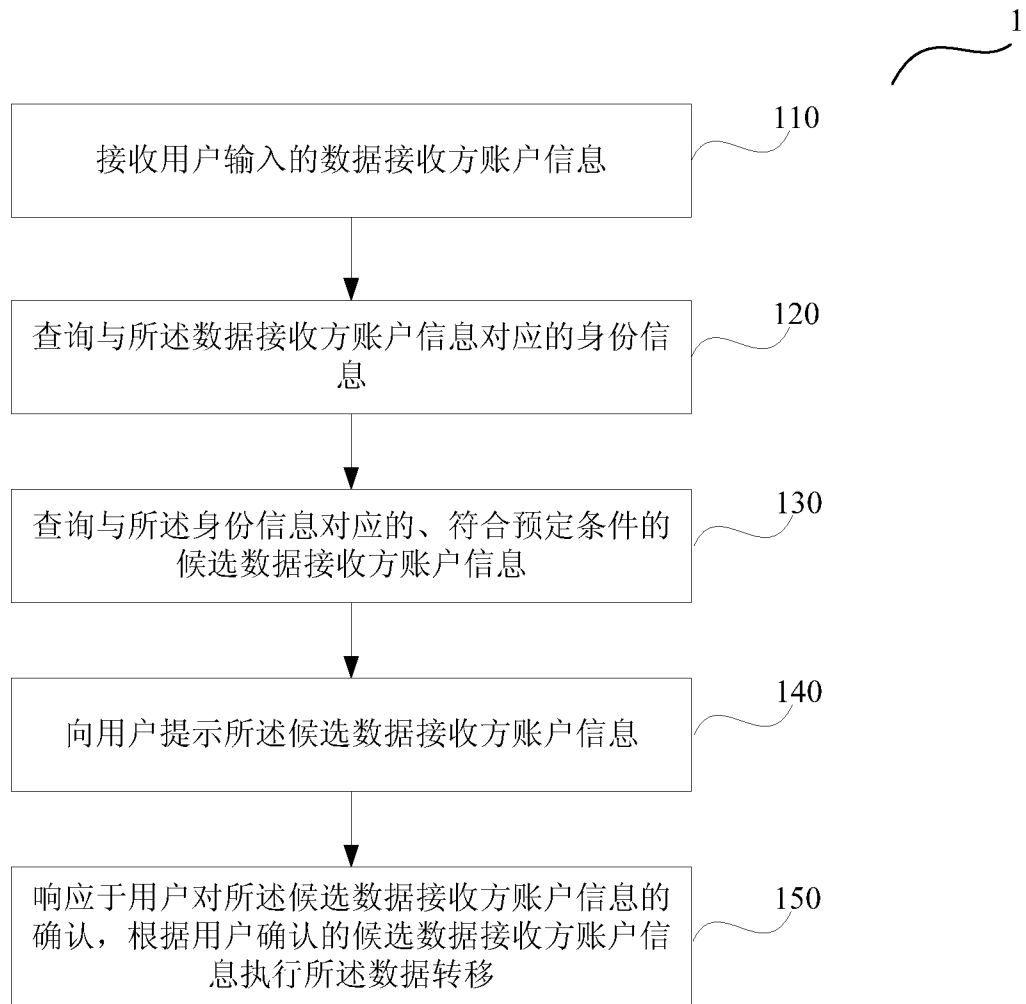 1
110
接收用户输入的数据接收方账户信息
120
查询与所述数据接收方账户信息对应的身份信
息
130
查询与所述身份信息对应的、符合预定条件的
候选数据接收方账户信息
140
向用户提示所述候选数据接收方账户信息
150
响应于用户对所述候选数据接收方账户信息的
确认，根据用户确认的候选数据接收方账户信
息执行所述数据转移